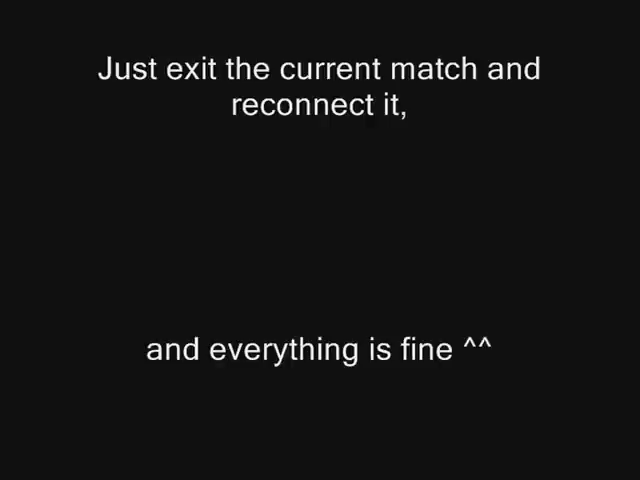 Just exit the current match and
reconnect it,
and everything is fine ^^